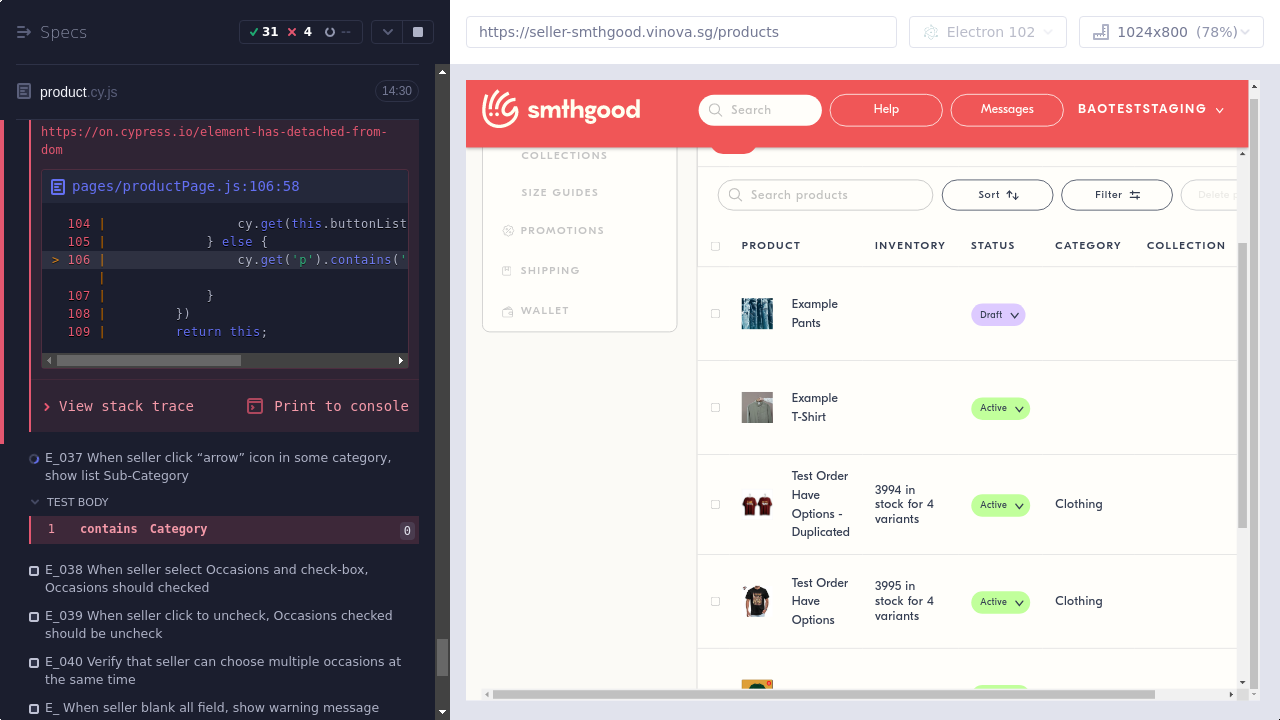 Specs
31 4 --
product.cy.js
14:30
https://on.cypress.io/element-has-detached-from-
dom
pages/productPage.js:106:58
104 | cy.get(this.buttonList
105 | } else {
> 106 | cy.get('p').contains('
|
107 | }
108 | })
109 | return this;
View stack trace
Print to console
E_037 When seller click “arrow” icon in some category,
show list Sub-Category
TEST BODY
1 contains Category 0
E_038 When seller select Occasions and check-box,
Occasions should checked
E_039 When seller click to uncheck, Occasions checked
should be uncheck
E_040 Verify that seller can choose multiple occasions at
the same time
E_ When seller blank all field, show warning message
https://seller-smthgood.vinova.sg/products
Electron 102
1024x800 (78%)
smthgood
Search
Help
Messages
BAOTESTSTAGING
COLLECTIONS
SIZE GUIDES
PROMOTIONS
SHIPPING
WALLET
Search products
Sort
Filter
Delete p
PRODUCT INVENTORY STATUS CATEGORY COLLECTION
Example
Pants
Draft
Example
T-Shirt
Active
Test Order
Have
Options -
Duplicated
3994 in
stock for 4
variants
Active
Clothing
Test Order
Have
Options
3995 in
stock for 4
variants
Active
Clothing